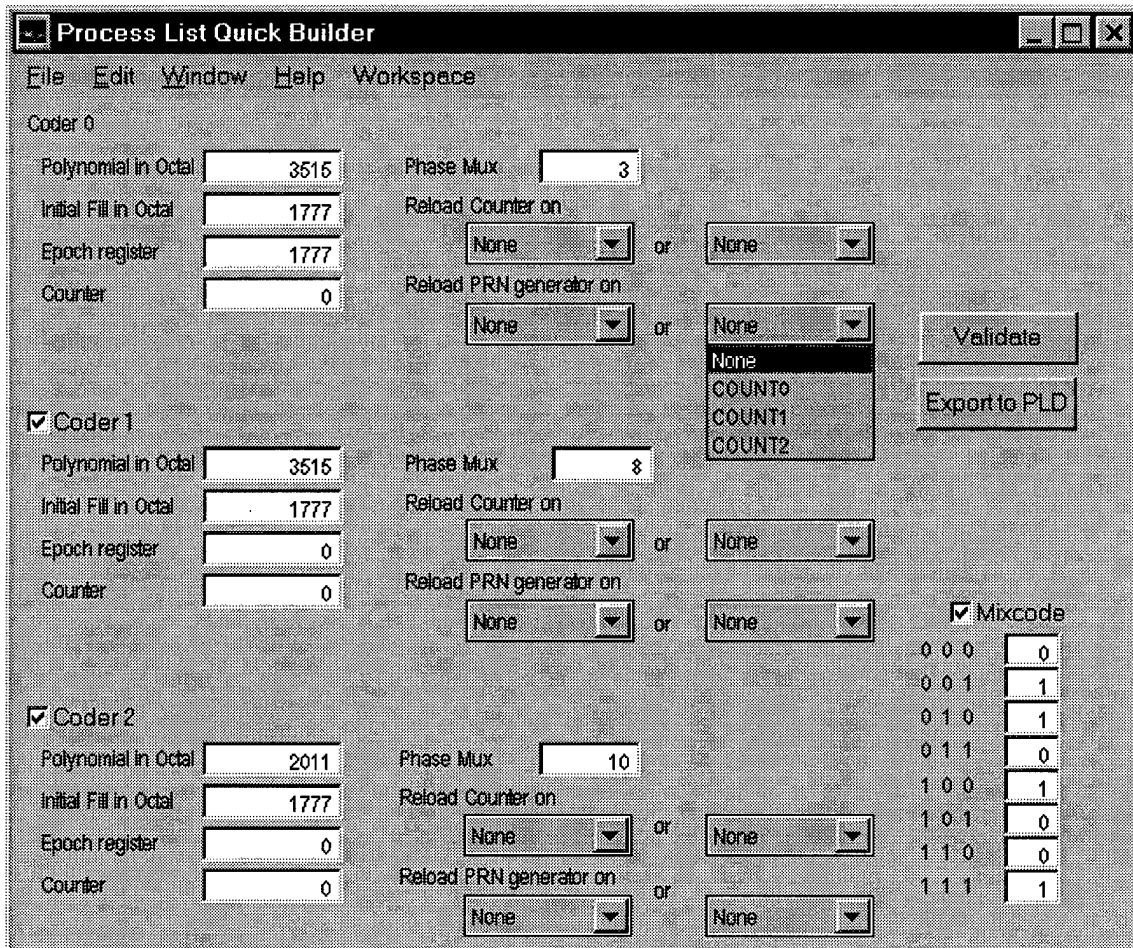 Process List Quick Builder
File Edit Window Help Workspace
Coder 0
Polynomial in Octal 3515 Phase Mux 3
Initial Fill in Octal 1777 Reload Counter on
None or None
Epoch register 1777
Counter 0 Reload PRN generator on
None or None
None
COUNT0
COUNT1
COUNT2
Validate
Export to PLD
Coder 1
Polynomial in Octal 3515 Phase Mux 8
Initial Fill in Octal 1777 Reload Counter on
None or None
Epoch register 0
Counter 0 Reload PRN generator on
None or None
Mixcode
0 0 0 0
0 0 1 1
0 1 0 1
0 1 1 0
1 0 0 1
1 0 1 0
1 1 0 0
1 1 1 1
Coder 2
Polynomial in Octal 2011 Phase Mux 10
Initial Fill in Octal 1777 Reload Counter on
None or None
Epoch register 0
Counter 0 Reload PRN generator on
None or None